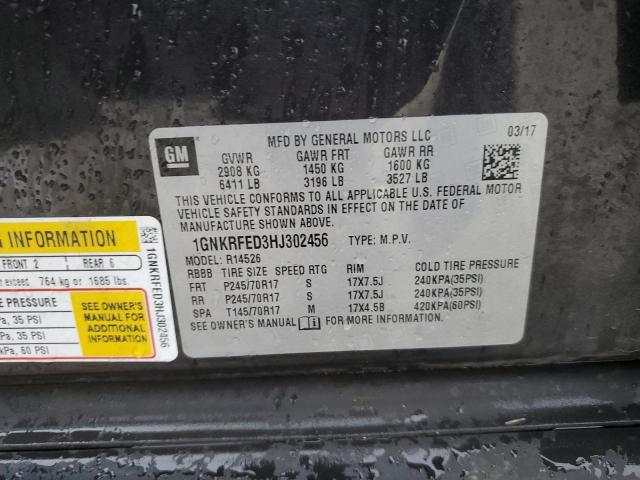 GM
MFD BY GENERAL MOTORS LLC 03/17
GVWR GAWR FRT GAWR RR
2908 KG 1450 KG 1600 KG
6411 LB 3196 LB 3527 LB
THIS VEHICLE CONFORMS TO ALL APPLICABLE U.S. FEDERAL MOTOR
VEHICLE SAFETY STANDARDS IN EFFECT ON THE DATE OF
MANUFACTURE SHOWN ABOVE.
1GNKRFED3HJ302456 TYPE: M.P.V.
MODEL: R14526
RBBB TIRE SIZE SPEED RTG RIM COLD TIRE PRESSURE
FRT P245/70R17 S 17X7.5J 240KPA(35PSI)
RR P245/70R17 S 17X7.5J 240KPA(35PSI)
SPA T145/70R17 M 17X4.5B 420KPA(60PSI)
SEE OWNER'S MANUAL FOR MORE INFORMATION.
N INFORMATION
FRONT 2 REAR 6
exceed 764 kg or 1685 lbs.
E PRESSURE
Pa, 35 PSI
Pa, 35 PSI
kPa, 60 PSI
SEE OWNER'S
MANUAL FOR
ADDITIONAL
INFORMATION
1GNKRFED3HJ302456